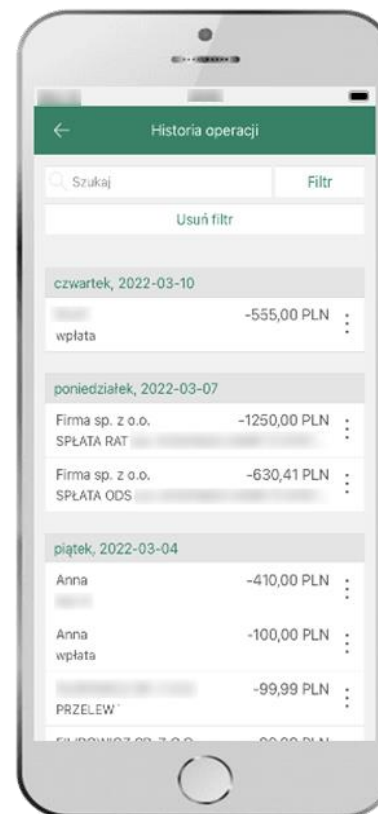 Historia operacji
Szukaj
Filtr
Usuń filtr
czwartek, 2022-03-10
-555,00 PLN
wpłata
poniedziałek, 2022-03-07
Firma sp. z o.o. -1250,00 PLN
SPŁATA RAT
Firma sp. z o.o. -630,41 PLN
SPŁATA ODS
piątek, 2022-03-04
Anna -410,00 PLN
Anna -100,00 PLN
wpłata
-99,99 PLN
PRZELEW